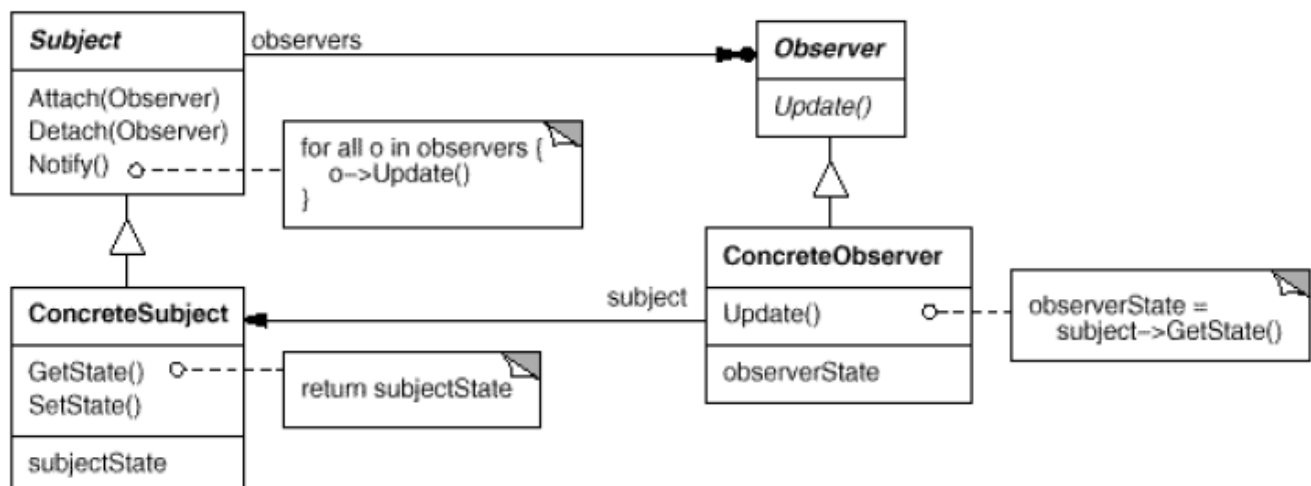 Subject
observers
Observer
Attach(Observer)
Detach(Observer)
Notify()
Update()
for all o in observers {
o->Update()
}
ConcreteSubject
subject
ConcreteObserver
GetState()
SetState()
return subjectState
Update()
observerState =
subject->GetState()
subjectState
observerState